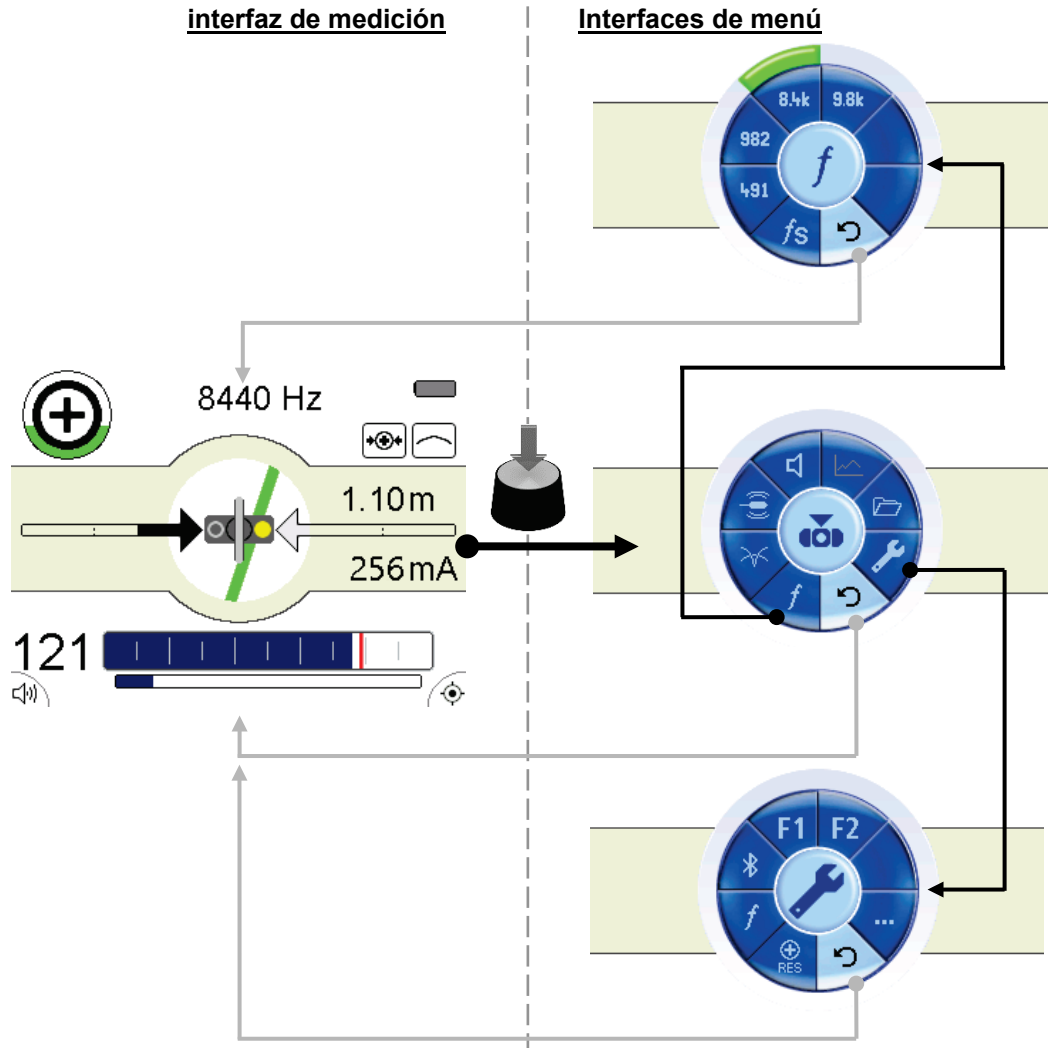 interfaz de medición
Interfaces de menú
8.4k 9.8k
982
491
f
fs
8440 Hz
1.10m
256mA
121
f
F1 F2
f
...
RES